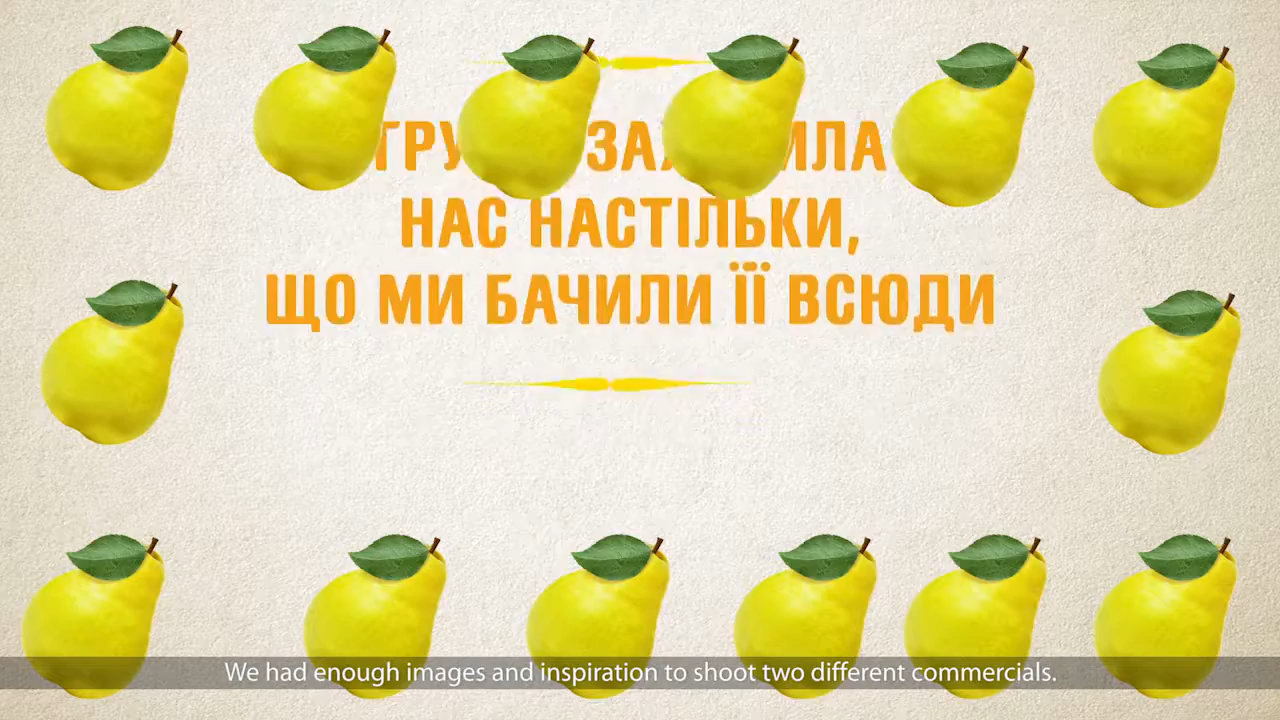 НАС НАСТІЛЬКИ,
ЩО МИ БАЧИЛИ ЇЇ ВСЮДИ
We had enough images and inspiration to shoot two different commercials.